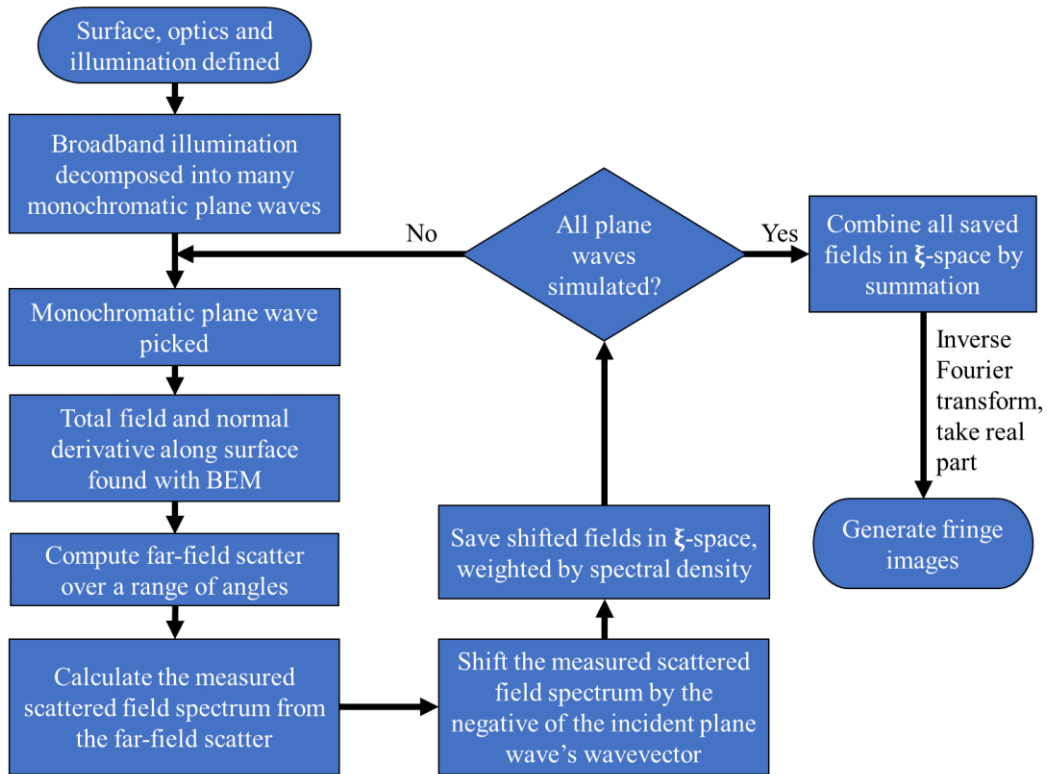 Surface, optics and
illumination defined
Broadband illumination
decomposed into many
monochromatic plane waves
Monochromatic plane wave
picked
Total field and normal
derivative along surface
found with BEM
Compute far-field scatter
over a range of angles
Calculate the measured
scattered field spectrum from
the far-field scatter
Shift the measured scattered
field spectrum by the
negative of the incident plane
wave’s wavevector
Save shifted fields in ξ-space,
weighted by spectral density
All plane
waves
simulated?
No
Yes
Combine all saved
fields in ξ-space by
summation
Inverse
Fourier
transform,
take real
part
Generate fringe
images